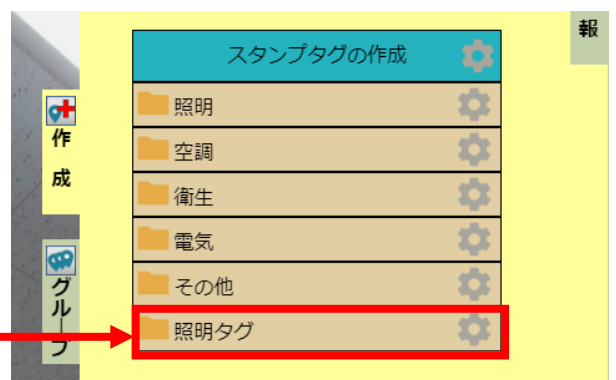 報
スタンプタグの作成
照明
作成
空調
衛生
電気
グループ
その他
照明タグ